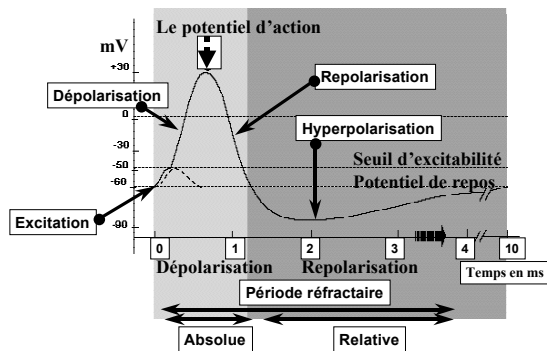 Le potentiel d'action
mV
+30
Dépolarisation
Repolarisation
0
Hyperpolarisation
-30
Seuil d'excitabilité
-50
Potentiel de repos
-60
Excitation
-90
0 1 2 3 4 10
Dépolarisation Repolarisation
Temps en ms
Période réfractaire
Absolue Relative